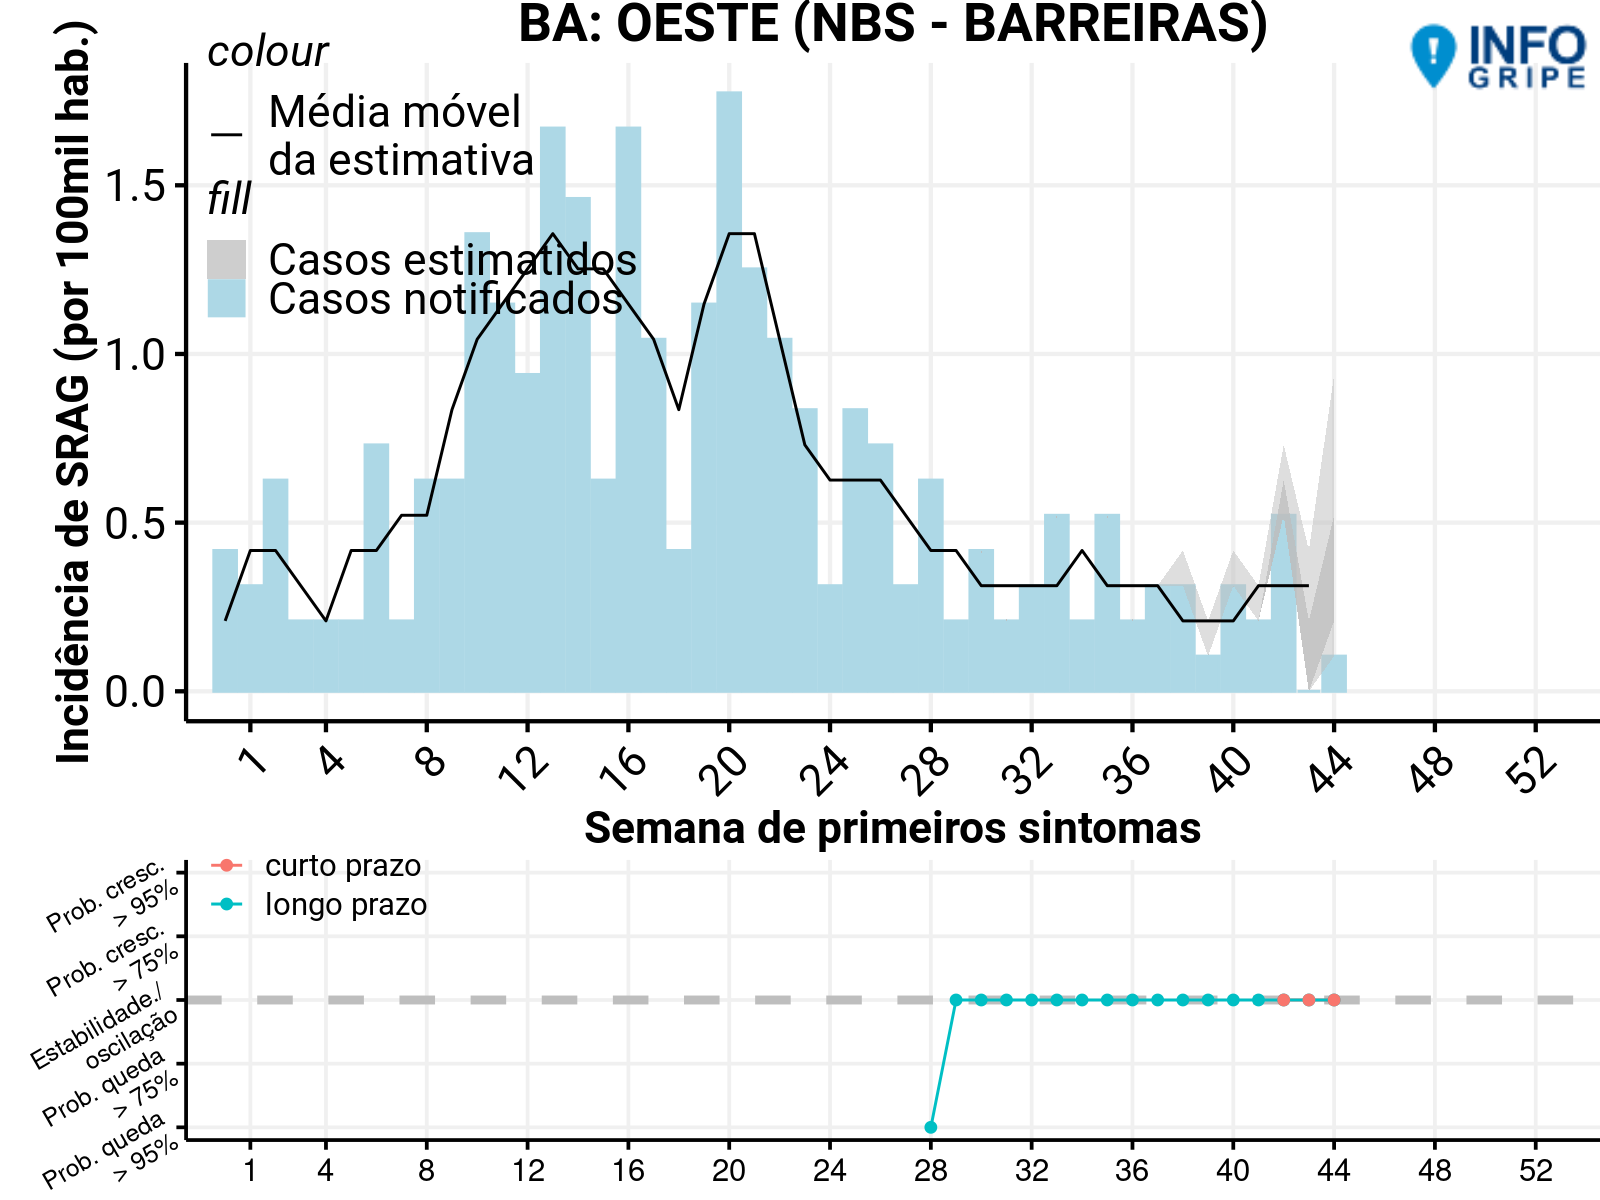 BA: OESTE (NBS - BARREIRAS)
INFO
GRIPE
colour
Média móvel
da estimativa
fill
Casos estimatidos
Casos notificados
Incidência de SRAG (por 100mil hab.)
1.5
1.0
0.5
0.0
1 4 8 12 16 20 24 28 32 36 40 44 48 52
Semana de primeiros sintomas
curto prazo
longo prazo
Prob. cresc.
> 95%
Prob. cresc.
> 75%
Estabilidade./
oscilação
Prob. queda
> 75%
Prob. queda
> 95%
1 4 8 12 16 20 24 28 32 36 40 44 48 52